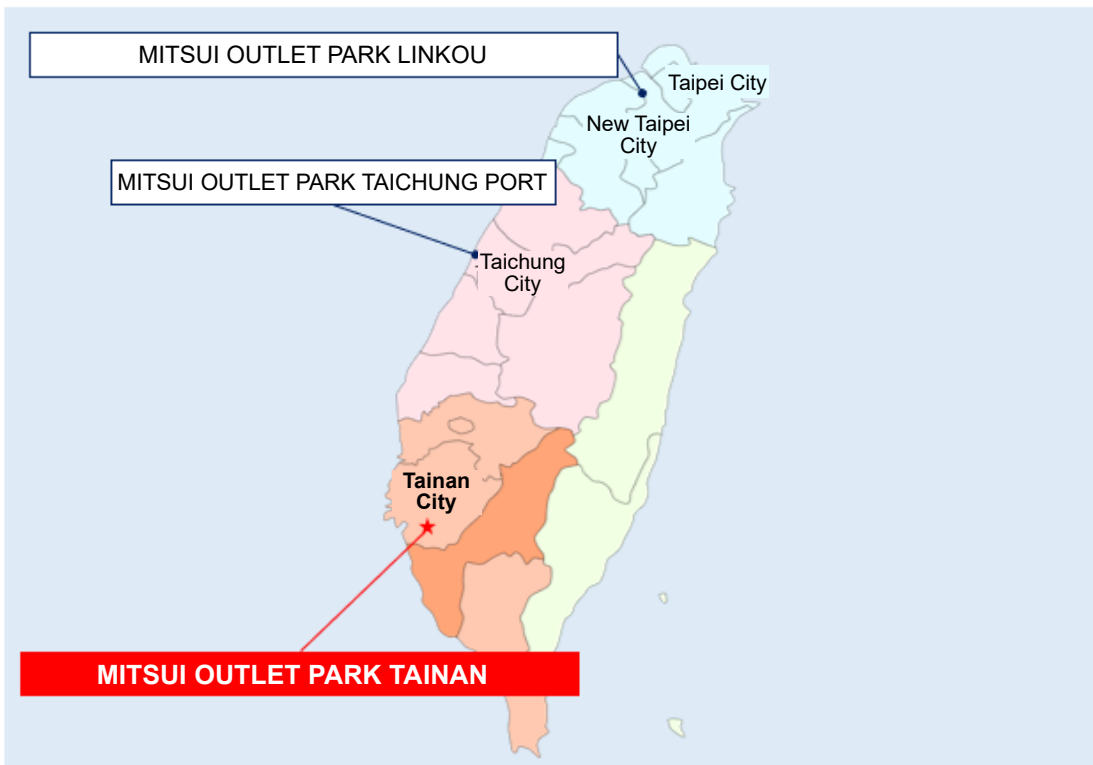 MITSUI OUTLET PARK LINKOU
Taipei City
New Taipei
City
MITSUI OUTLET PARK TAICHUNG PORT
Taichung
City
Tainan
City
MITSUI OUTLET PARK TAINAN